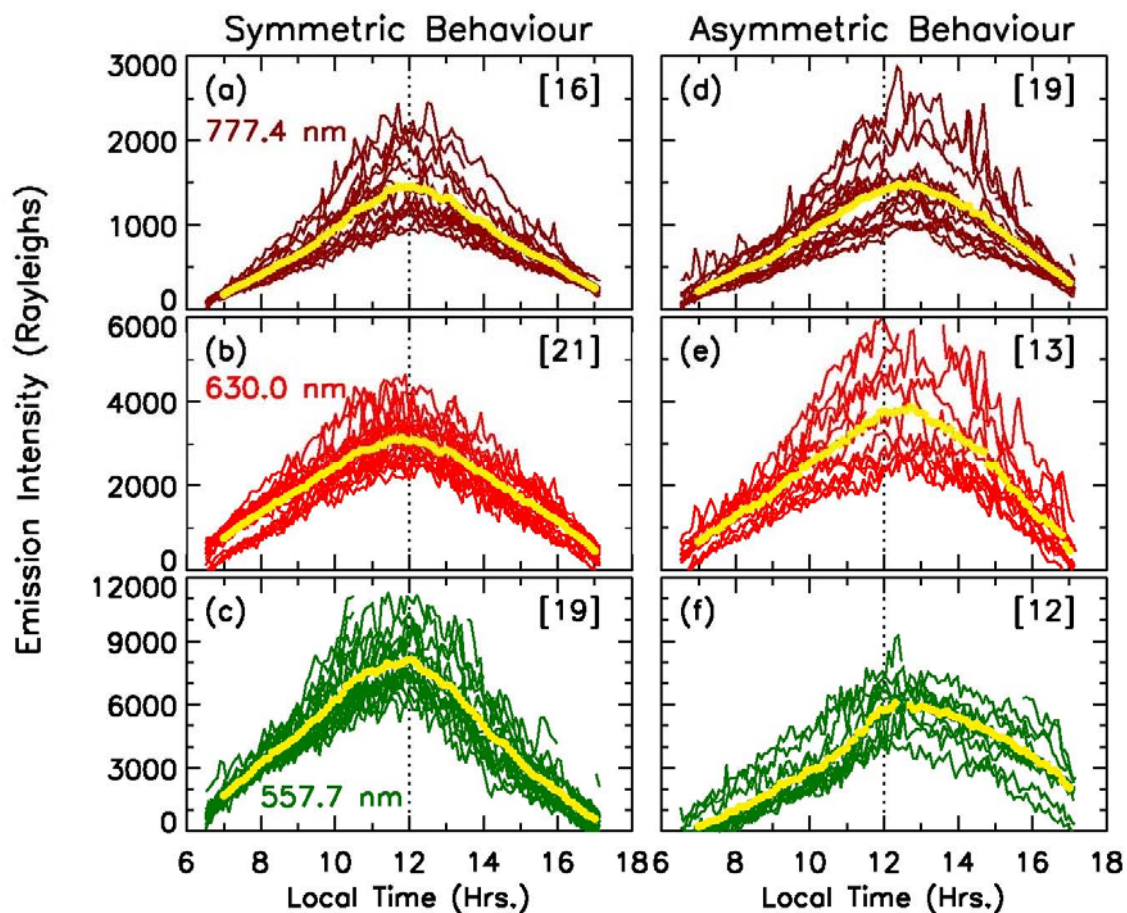 Symmetric Behaviour
Asymmetric Behaviour
Emission Intensity (Rayleighs)
3000
2000
1000
0
(a)
[16]
777.4 nm
(d)
[19]
6000
4000
2000
0
(b)
[21]
630.0 nm
(e)
[13]
12000
9000
6000
3000
0
(c)
[19]
557.7 nm
(f)
[12]
6 8 10 12 14 16 18 6 8 10 12 14 16 18
Local Time (Hrs.)
Local Time (Hrs.)